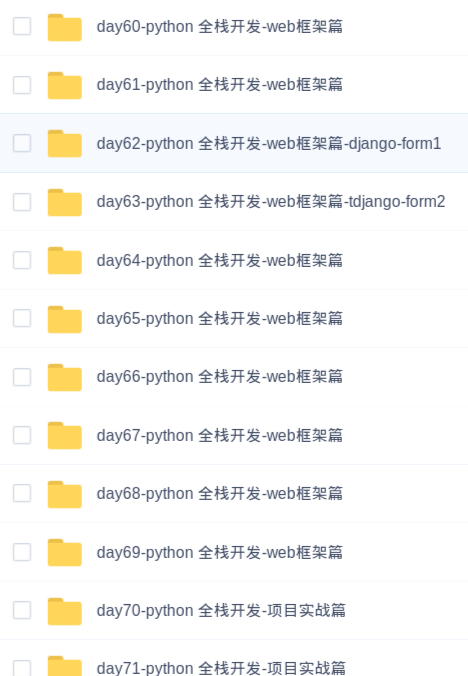 day60-python 全栈开发-web框架篇
day61-python 全栈开发-web框架篇
day62-python 全栈开发-web框架篇-django-form1
day63-python 全栈开发-web框架篇-tdjango-form2
day64-python 全栈开发-web框架篇
day65-python 全栈开发-web框架篇
day66-python 全栈开发-web框架篇
day67-python 全栈开发-web框架篇
day68-python 全栈开发-web框架篇
day69-python 全栈开发-web框架篇
day70-python 全栈开发-项目实战篇
day71-python 全栈开发-项目实战篇